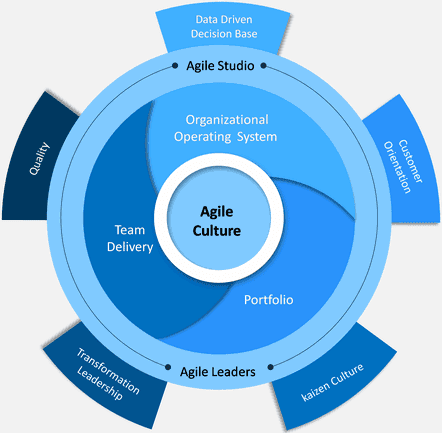 Data Driven
Decision Base
Agile Studio
Organizational
Operating System
Quality
Customer
Orientation
Agile
Culture
Team
Delivery
Portfolio
Transformation
Leadership
Agile Leaders
kaizen Culture